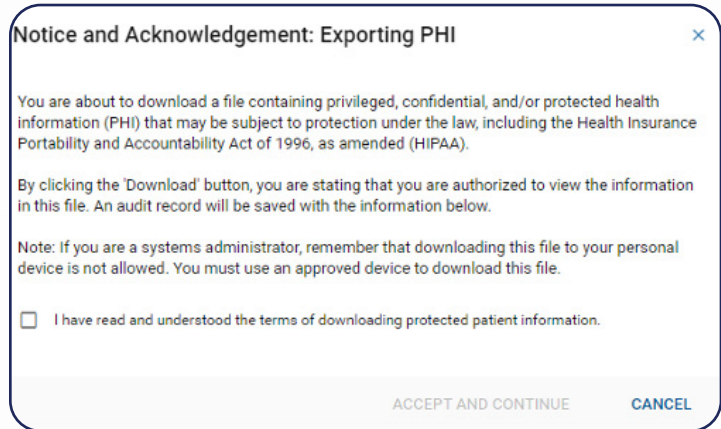 Notice and Acknowledgement: Exporting PHI ×
You are about to download a file containing privileged, confidential, and/or protected health
information (PHI) that may be subject to protection under the law, including the Health Insurance
Portability and Accountability Act of 1996, as amended (HIPAA).
By clicking the 'Download' button, you are stating that you are authorized to view the information
in this file. An audit record will be saved with the information below.
Note: If you are a systems administrator, remember that downloading this file to your personal
device is not allowed. You must use an approved device to download this file.
I have read and understood the terms of downloading protected patient information.
ACCEPT AND CONTINUE CANCEL